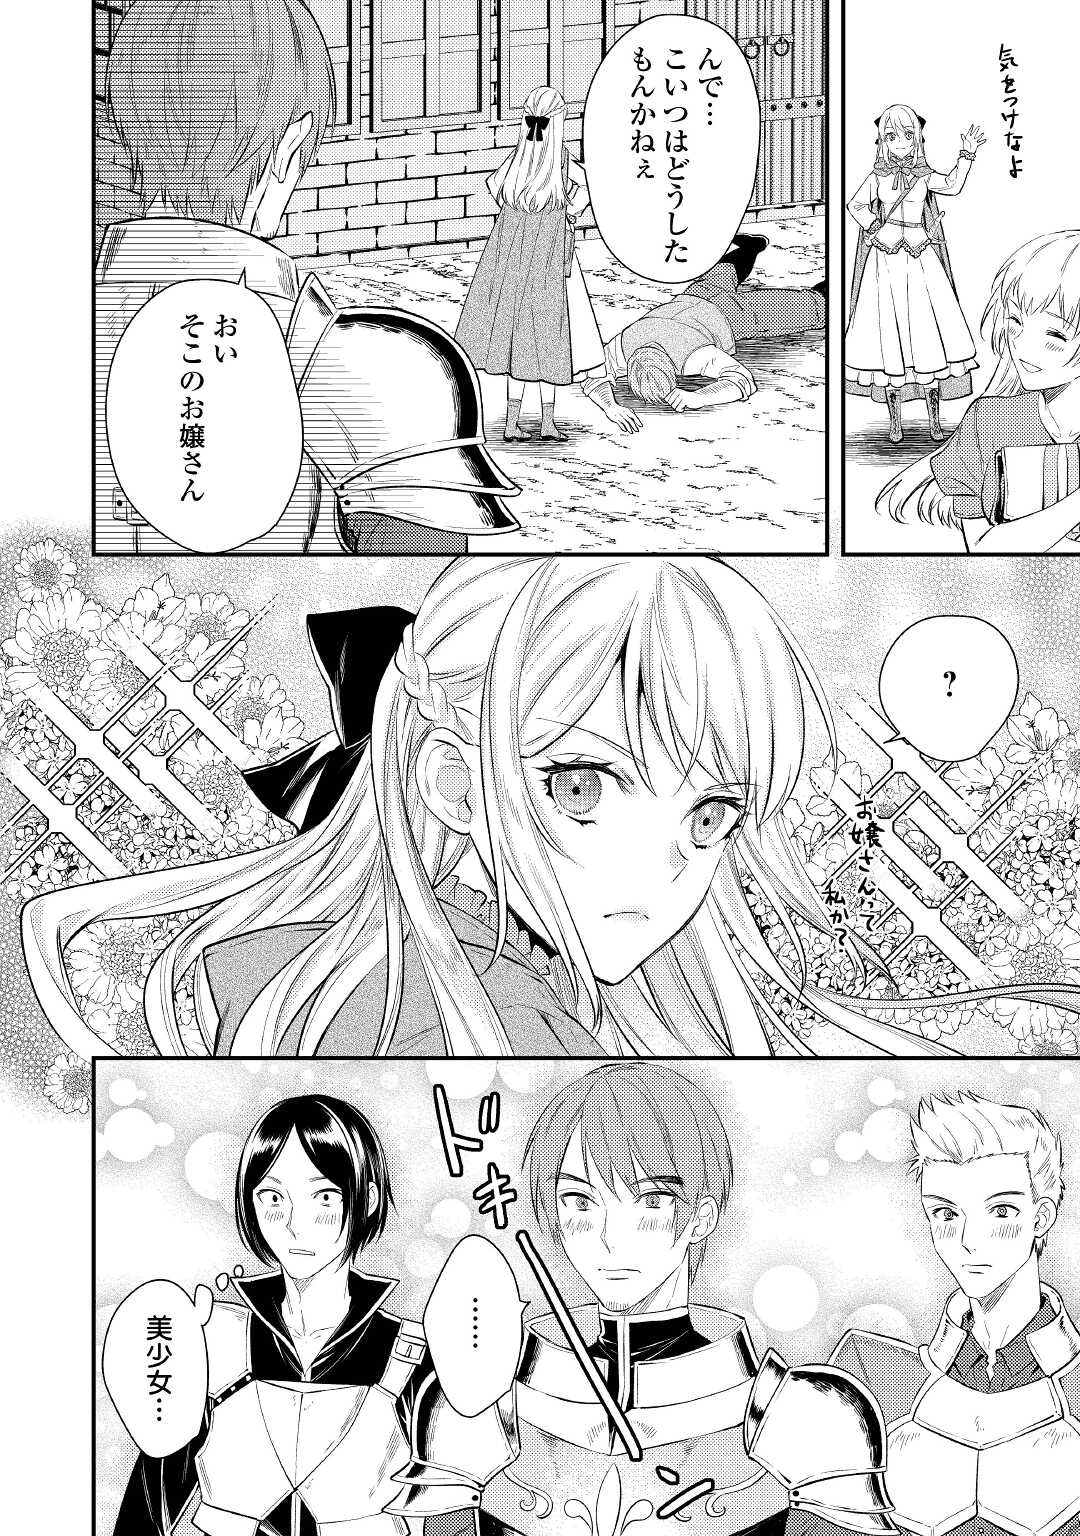 気をつけなよ
んで…
こいつはどうした
もんかねぇ
おい
そこのお嬢さん
？
お嬢さんって
私か？
ドキーン
……
美少女…